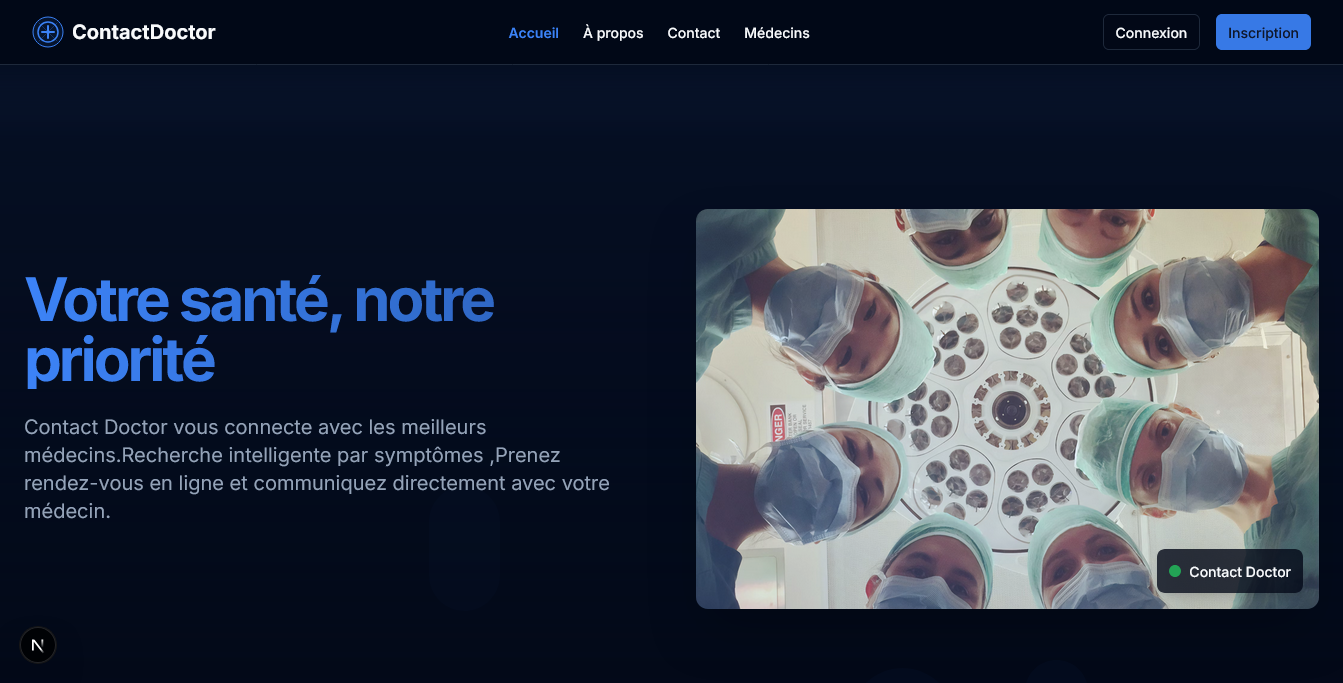 ContactDoctor
Accueil
À propos
Contact
Médecins
Connexion
Inscription
Votre santé, notre
priorité
Contact Doctor vous connecte avec les meilleurs
médecins.Recherche intelligente par symptômes ,Prenez
rendez-vous en ligne et communiquez directement avec votre
médecin.
Contact Doctor
N